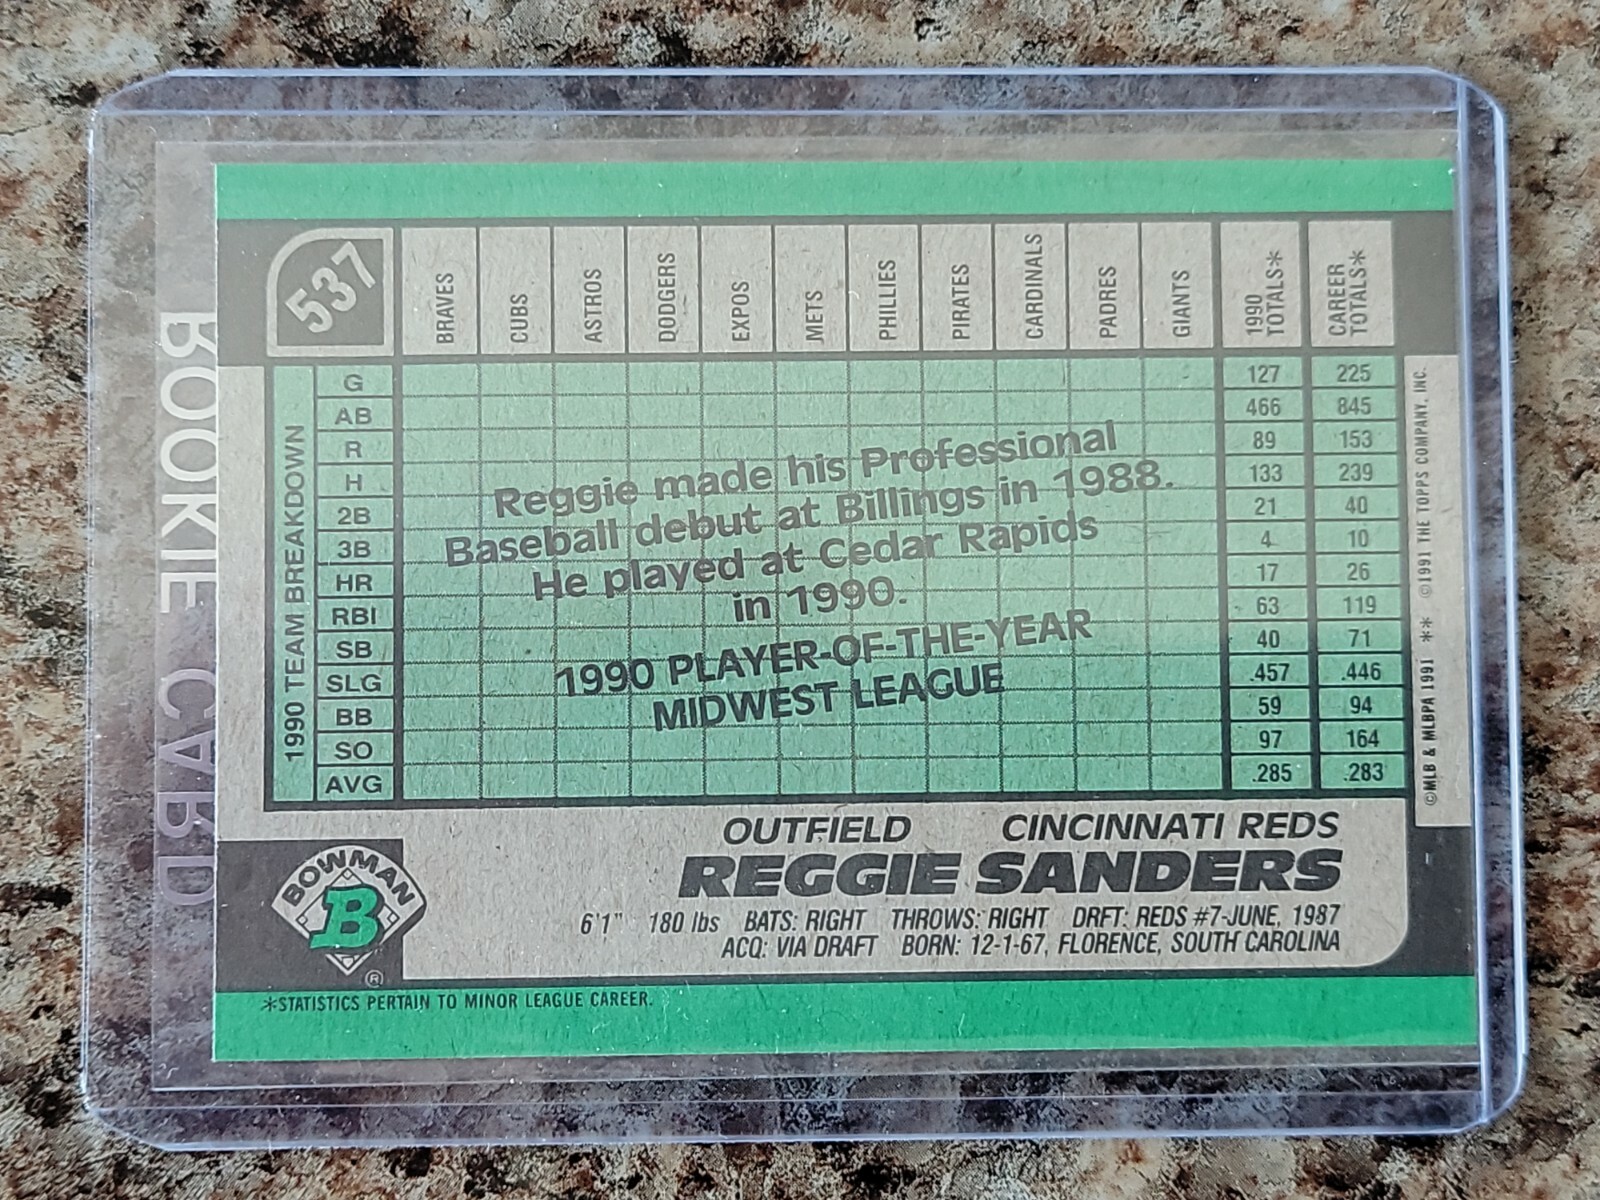 537
BRAVES
CUBS
ASTROS
DODGERS
EXPOS
METS
PHILLIES
PIRATES
CARDINALS
PADRES
GIANTS
1990 TOTALS*
CAREER TOTALS*
1990 TEAM BREAKDOWN
G 127 225
AB 466 845
R 89 153
H 133 239
2B 21 40
3B 4 10
HR 17 26
RBI 63 119
SB 40 71
SLG .457 .446
BB 59 94
SO 97 164
AVG .285 .283
Reggie made his Professional
Baseball debut at Billings in 1988.
He played at Cedar Rapids
in 1990.
1990 PLAYER-OF-THE-YEAR
MIDWEST LEAGUE
©MLB & MLBPA 1991 ** ©1991 THE TOPPS COMPANY, INC.
OUTFIELD CINCINNATI REDS
REGGIE SANDERS
6'1" 180 lbs BATS: RIGHT THROWS: RIGHT DRFT: REDS #7-JUNE, 1987
ACQ: VIA DRAFT BORN: 12-1-67, FLORENCE, SOUTH CAROLINA
BOWMAN
B
®
*STATISTICS PERTAIN TO MINOR LEAGUE CAREER.
ROOKIE CARD